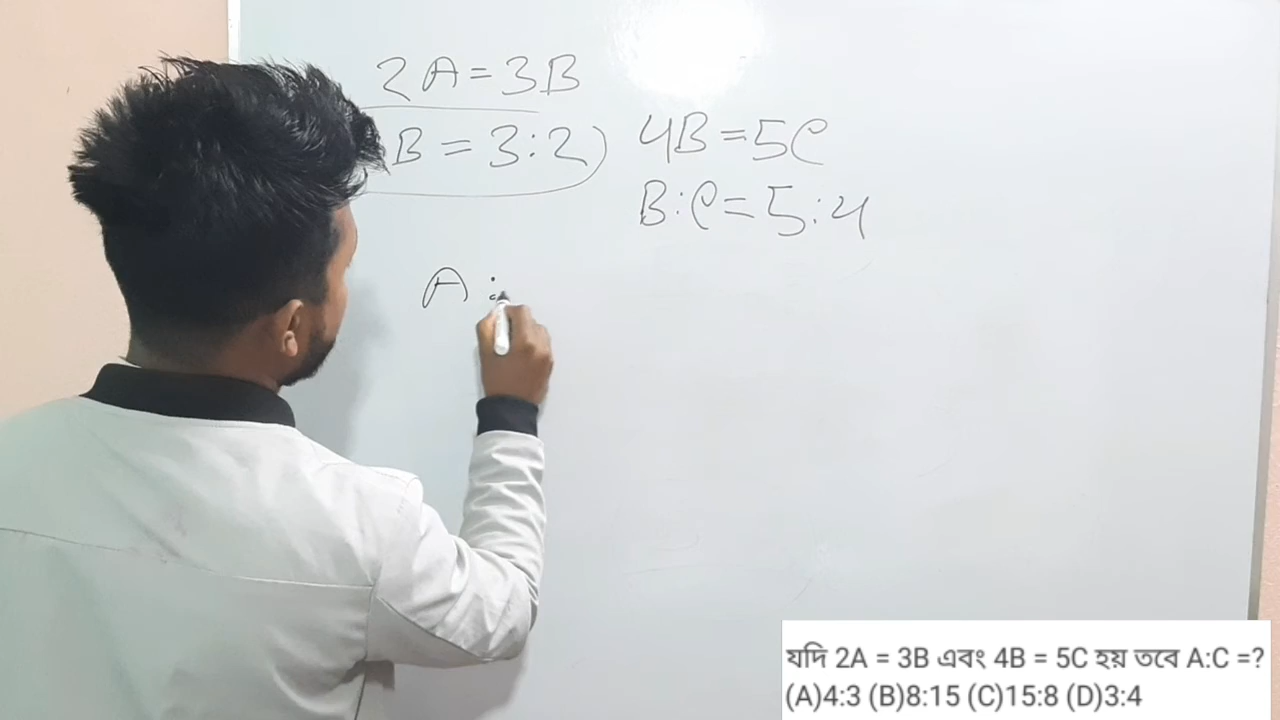 2A = 3B
B = 3:2
4B = 5C
B:C = 5:4
A :
যদি 2A = 3B এবং 4B = 5C হয় তবে A:C =?
(A)4:3 (B)8:15 (C)15:8 (D)3:4